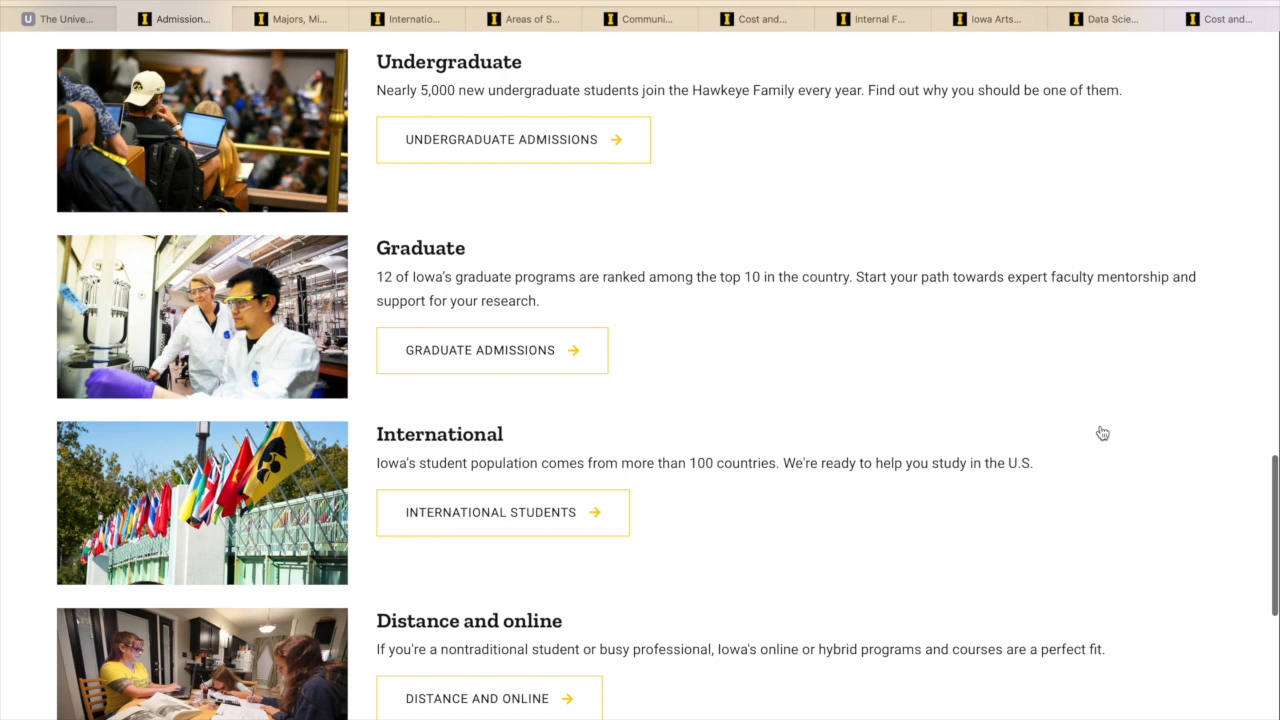 The Unive...
Admission...
Majors, Mi...
Internatio...
Areas of S...
Communi...
Cost and...
Internal F...
Iowa Arts...
Data Scie...
Cost and...
Undergraduate
Nearly 5,000 new undergraduate students join the Hawkeye Family every year. Find out why you should be one of them.
UNDERGRADUATE ADMISSIONS →
Graduate
12 of Iowa's graduate programs are ranked among the top 10 in the country. Start your path towards expert faculty mentorship and
support for your research.
GRADUATE ADMISSIONS →
International
Iowa's student population comes from more than 100 countries. We're ready to help you study in the U.S.
INTERNATIONAL STUDENTS →
Distance and online
If you're a nontraditional student or busy professional, Iowa's online or hybrid programs and courses are a perfect fit.
DISTANCE AND ONLINE →